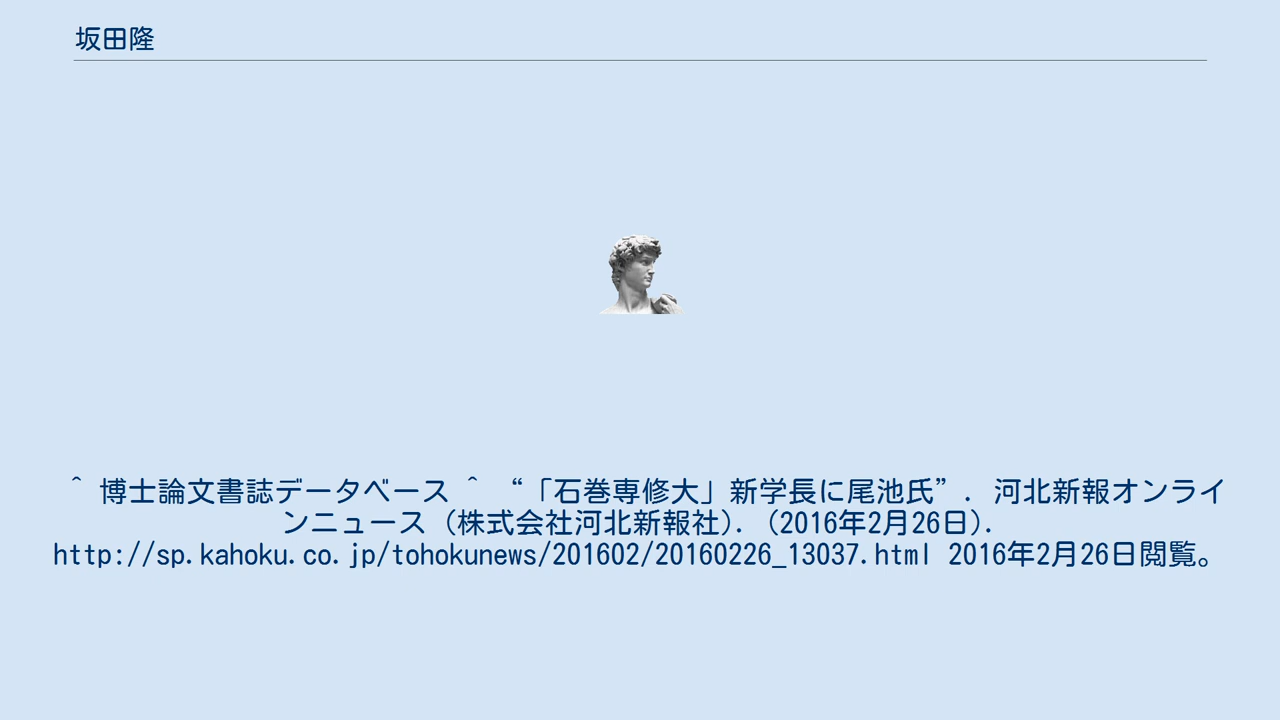 坂田隆
^ 博士論文書誌データベース ^ “「石巻専修大」新学長に尾池氏”. 河北新報オンライ
ンニュース (株式会社河北新報社). (2016年2月26日).
http://sp.kahoku.co.jp/tohokunews/201602/20160226_13037.html 2016年2月26日閲覧。